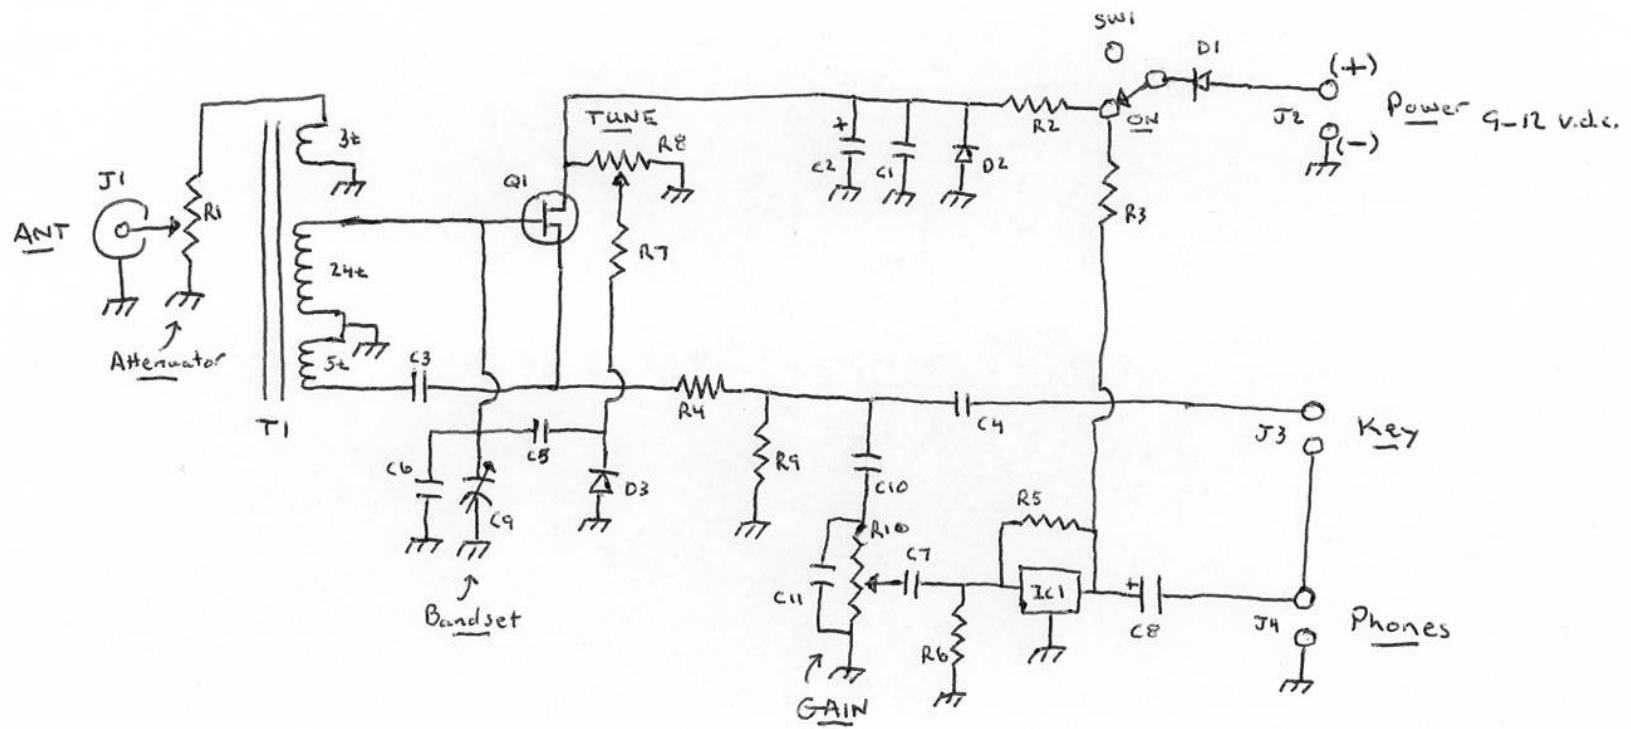 SW1
D1
(+)
J2
Power 9-12 v.d.c.
(-)
ON
R2
+
C2
C1
D2
TUNE
R8
3t
J1
R1
ANT
Q1
R7
R3
24t
Attenuator
5t
C3
T1
R4
C4
J3
Key
C6
C5
C9
D3
R9
C10
Bandset
R10
C11
C7
R5
IC1
R6
+
C8
J4
Phones
GAIN